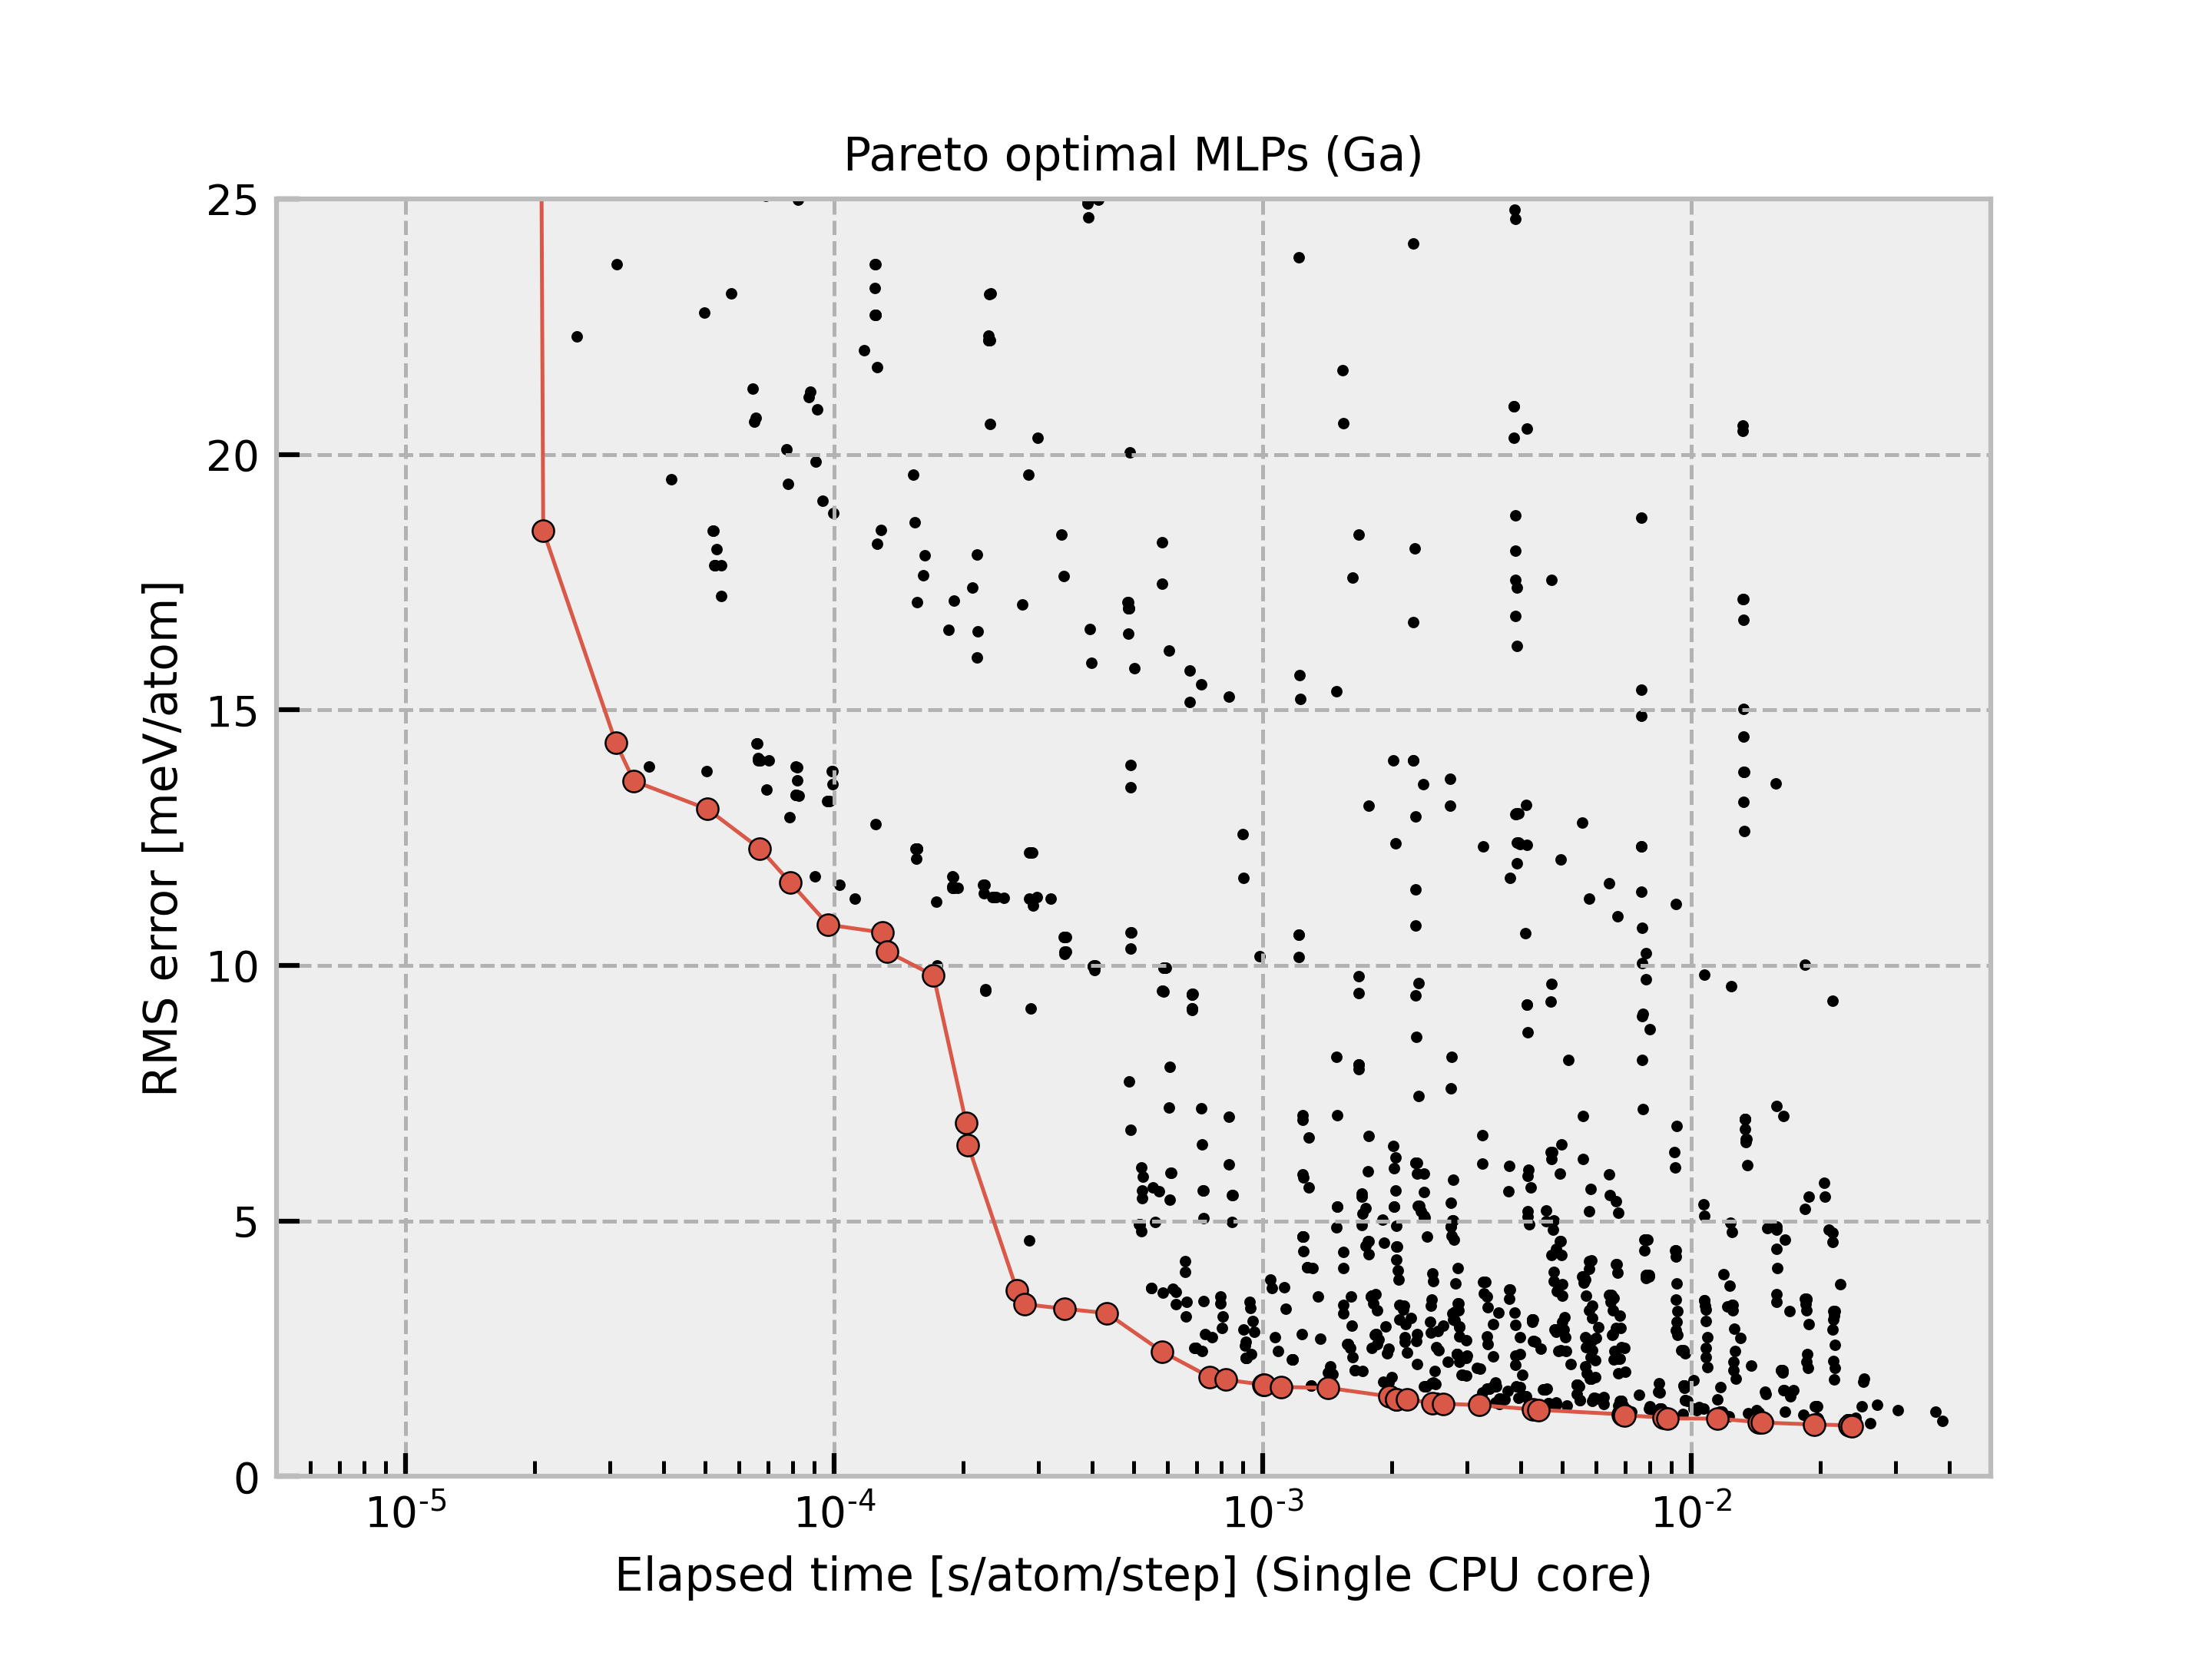 Pareto optimal MLPs (Ga)
RMS error [meV/atom]
25
20
15
10
5
0
10-5 10-4 10-3 10-2
Elapsed time [s/atom/step] (Single CPU core)